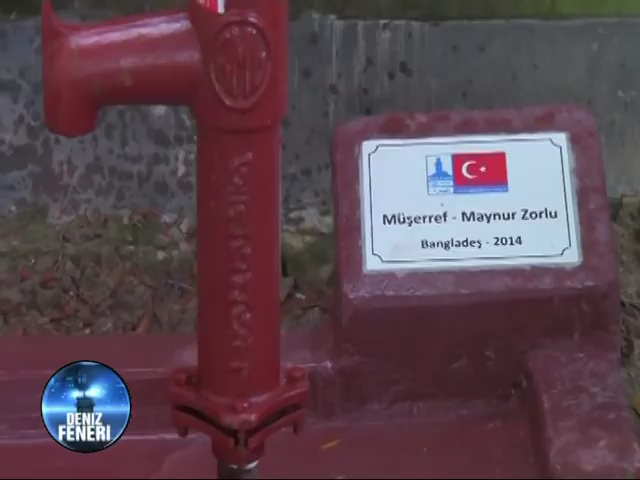 Müşerref - Maynur Zorlu
Bangladeş - 2014
DENİZ
FENERİ